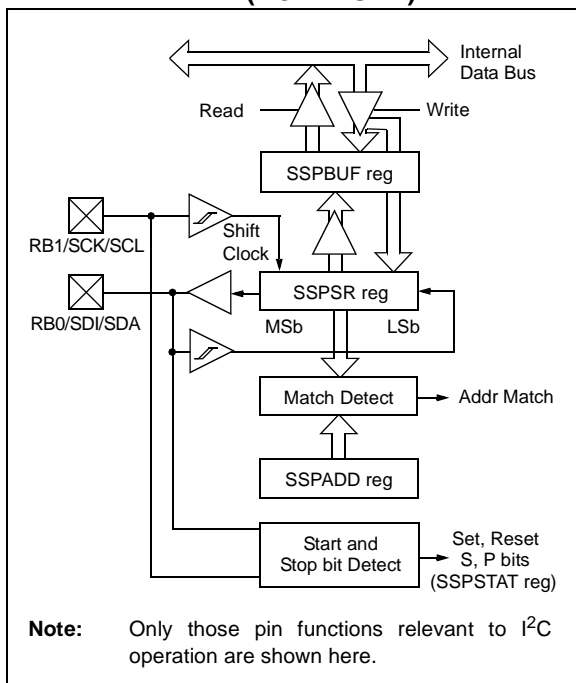 Internal
Data Bus
Read
Write
SSPBUF reg
RB1/SCK/SCL
Shift
Clock
SSPSR reg
RB0/SDI/SDA
MSb
LSb
Match Detect
Addr Match
SSPADD reg
Start and
Stop bit Detect
Set, Reset
S, P bits
(SSPSTAT reg)
Note: Only those pin functions relevant to I²C
operation are shown here.